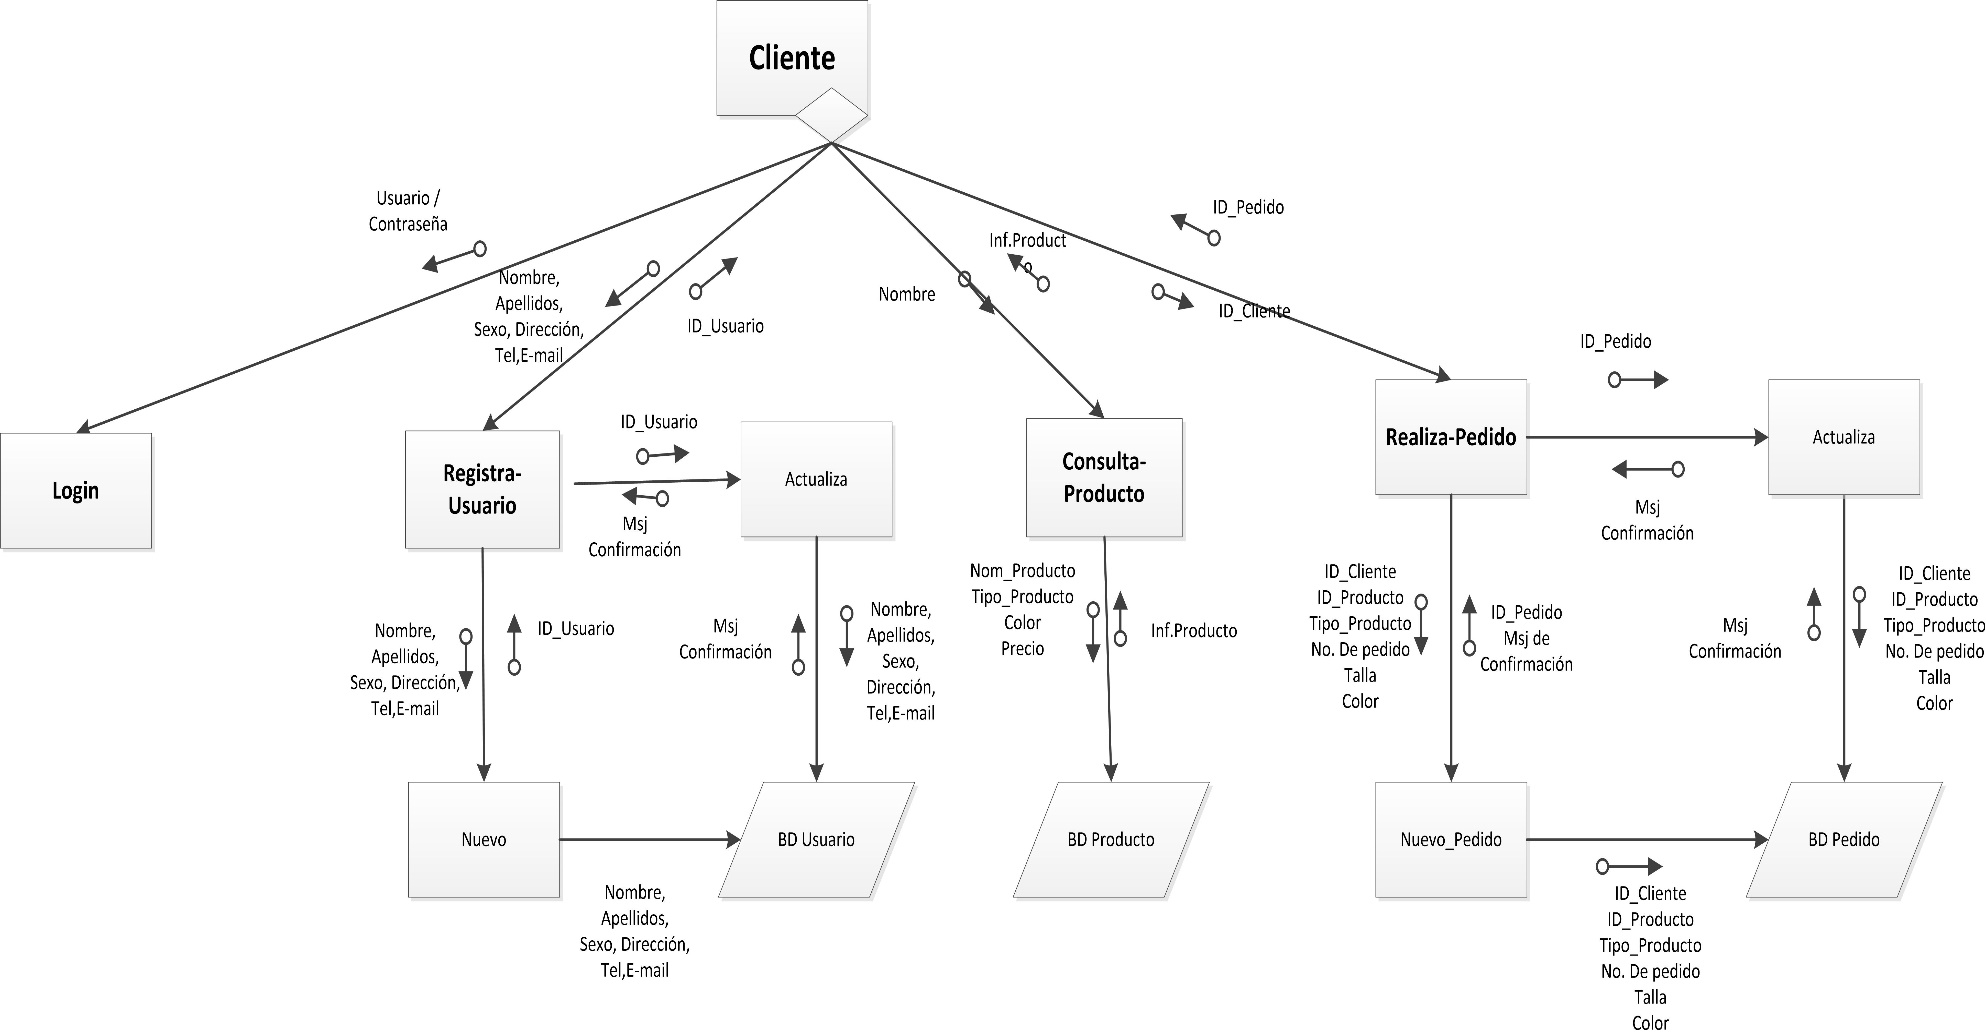 Cliente
Usuario /
Contraseña
Nombre,
Apellidos,
Sexo, Dirección,
Tel,E-mail
ID_Usuario
Nombre
Inf.Product
o
ID_Pedido
ID_Cliente
Login
Registra-
Usuario
ID_Usuario
Msj
Confirmación
Actualiza
Consulta-
Producto
Realiza-Pedido
ID_Pedido
Msj
Confirmación
Actualiza
Nombre,
Apellidos,
Sexo, Dirección,
Tel,E-mail
ID_Usuario
Msj
Confirmación
Nombre,
Apellidos,
Sexo,
Dirección,
Tel,E-mail
Nom_Producto
Tipo_Producto
Color
Precio
Inf.Producto
ID_Cliente
ID_Producto
Tipo_Producto
No. De pedido
Talla
Color
ID_Pedido
Msj de
Confirmación
Msj
Confirmación
ID_Cliente
ID_Producto
Tipo_Producto
No. De pedido
Talla
Color
Nuevo
BD Usuario
BD Producto
Nuevo_Pedido
BD Pedido
Nombre,
Apellidos,
Sexo, Dirección,
Tel,E-mail
ID_Cliente
ID_Producto
Tipo_Producto
No. De pedido
Talla
Color